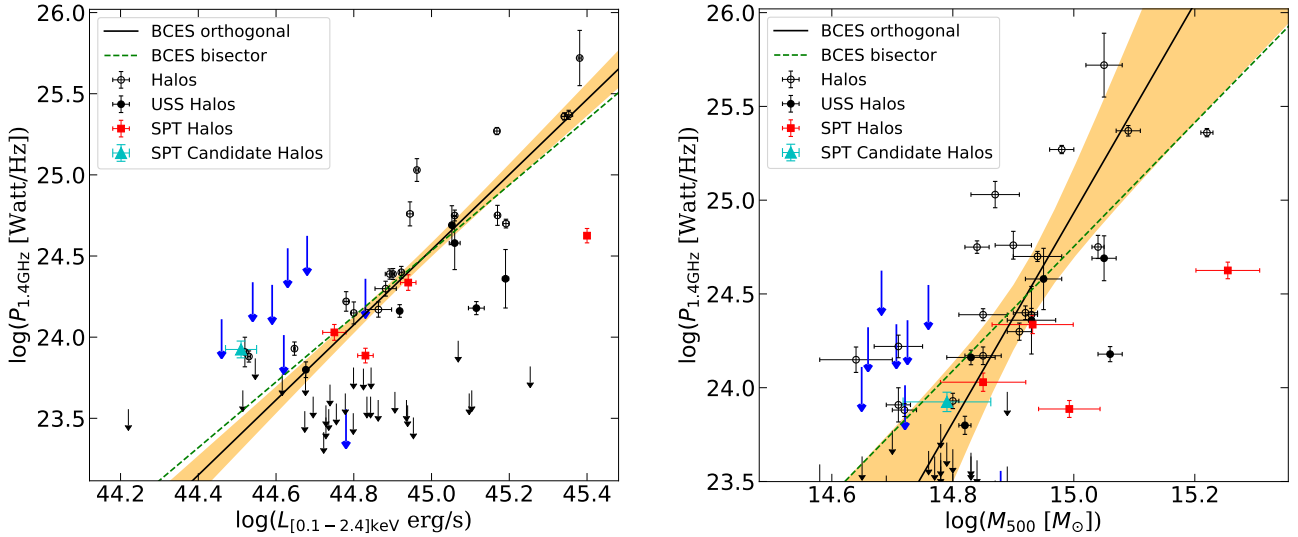 26.0
25.5
25.0
24.5
24.0
23.5
log(P1.4GHz [Watt/Hz])
BCES orthogonal
BCES bisector
Halos
USS Halos
SPT Halos
SPT Candidate Halos
44.2 44.4 44.6 44.8 45.0 45.2 45.4
log(L[0.1−2.4]keV erg/s)
26.0
25.5
25.0
24.5
24.0
23.5
log(P1.4GHz [Watt/Hz])
BCES orthogonal
BCES bisector
Halos
USS Halos
SPT Halos
SPT Candidate Halos
14.6 14.8 15.0 15.2
log(M500 [M⊙])